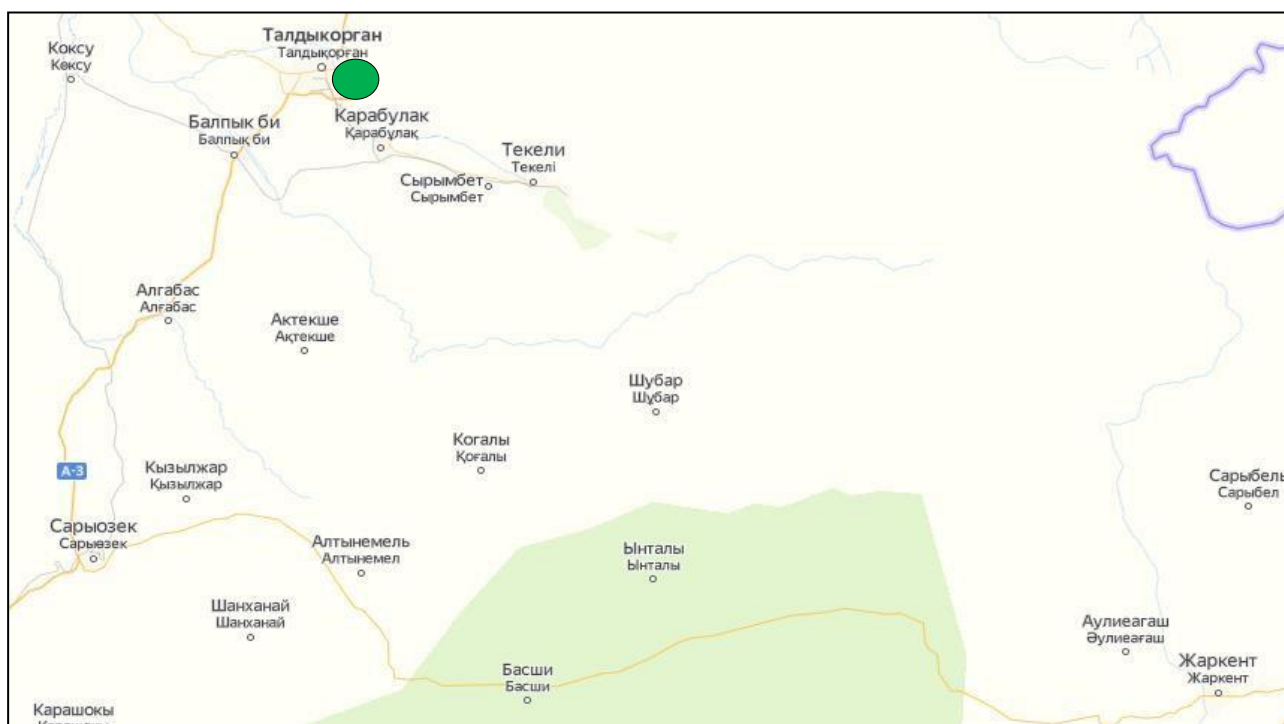 Талдыкорган
Талдықорған
Коксу
Көксу
Балпык би
Балпық би
Карабулак
Қарабұлақ
Текели
Текелі
Сырымбет
Сырымбет
Алгабас
Алғабас
Актекше
Ақтекше
Шубар
Шұбар
Когалы
Қоғалы
А-3
Кызылжар
Қызылжар
Сарыбель
Сарыбел
Сарыозек
Сарыөзек
Алтынемель
Алтынемел
Ынталы
Ынталы
Шанханай
Шанханай
Аулиеагаш
Әулиеағаш
Басши
Басши
Жаркент
Жаркент
Карашокы